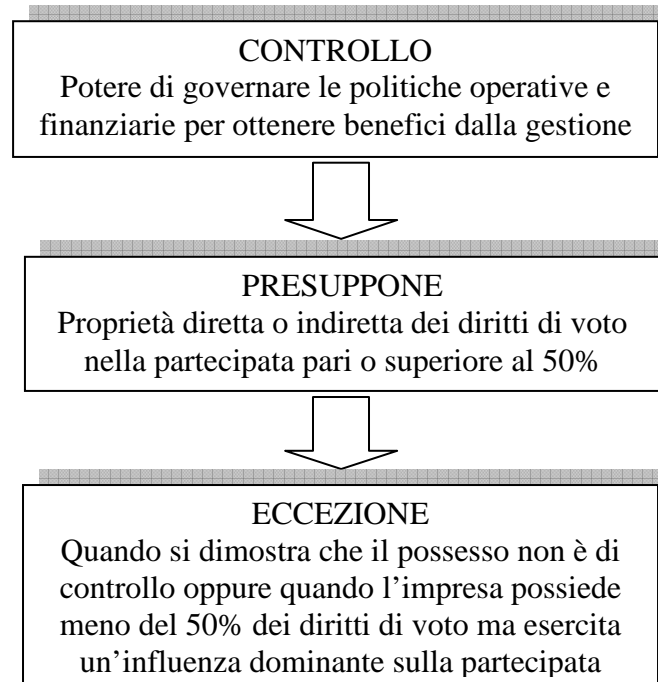 CONTROLLO
Potere di governare le politiche operative e
finanziarie per ottenere benefici dalla gestione
PRESUPPONE
Proprietà diretta o indiretta dei diritti di voto
nella partecipata pari o superiore al 50%
ECCEZIONE
Quando si dimostra che il possesso non è di
controllo oppure quando l’impresa possiede
meno del 50% dei diritti di voto ma esercita
un’influenza dominante sulla partecipata